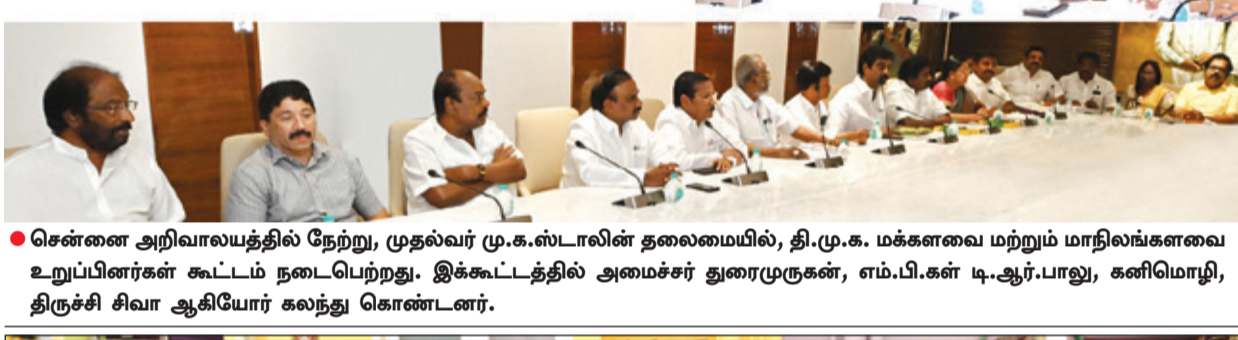 சென்னை அறிவாலயத்தில் நேற்று, முதல்வர் மு.க.ஸ்டாலின் தலைமையில், தி.மு.க. மக்களவை மற்றும் மாநிலங்களவை
உறுப்பினர்கள் கூட்டம் நடைபெற்றது. இக்கூட்டத்தில் அமைச்சர் துரைமுருகன், எம்.பி.கள் டி.ஆர்.பாலு, கனிமொழி,
திருச்சி சிவா ஆகியோர் கலந்து கொண்டனர்.